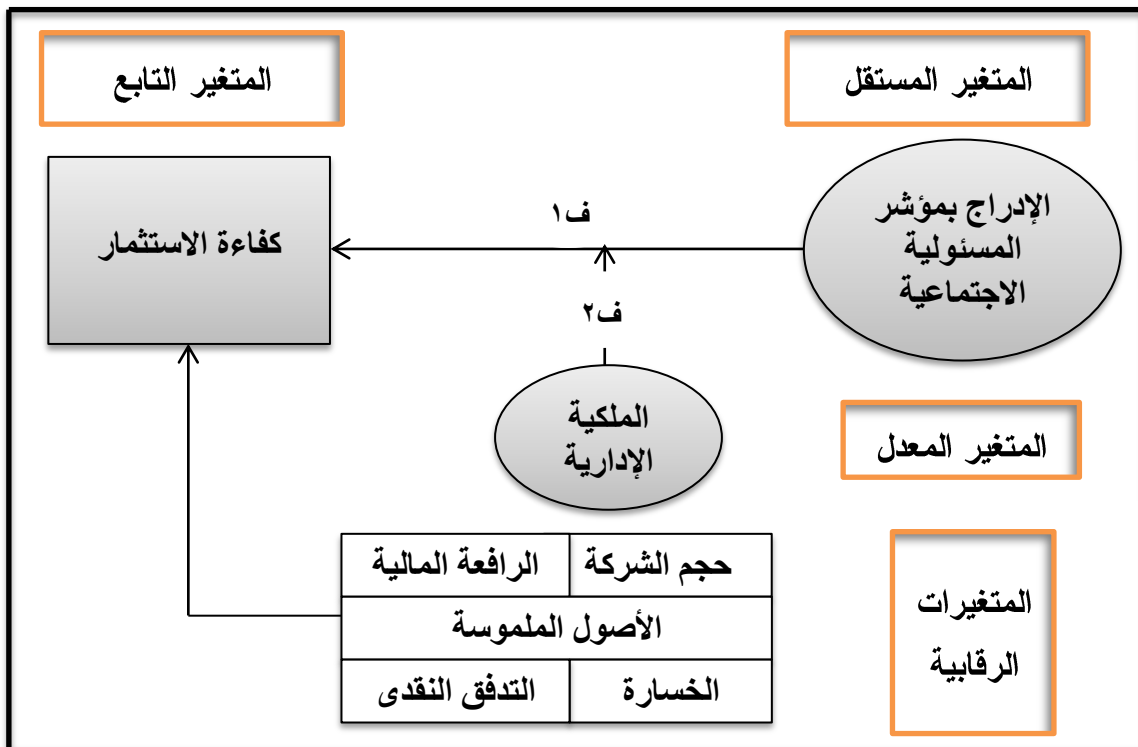 المتغير المستقل
المتغير التابع
الإدراج بمؤشر
المسئولية
الاجتماعية
ف١
كفاءة الاستثمار
ف٢
الملكية
الإدارية
المتغير المعدل
حجم الشركة
الرافعة المالية
الأصول الملموسة
الخسارة
التدفق النقدى
المتغيرات
الرقابية